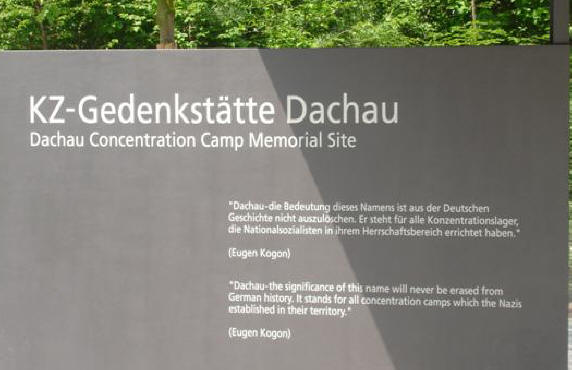 KZ-Gedenkstätte Dachau
Dachau Concentration Camp Memorial Site
"Dachau-die Bedeutung dieses Namens ist aus der Deutschen
Geschichte nicht auszulöschen. Er steht für alle Konzentrationslager,
die Nationalsozialisten in ihrem Herrschaftsbereich errichtet haben."
(Eugen Kogon)
"Dachau-the significance of this name will never be erased from
German history. It stands for all concentration camps which the Nazis
established in their territory."
(Eugen Kogon)